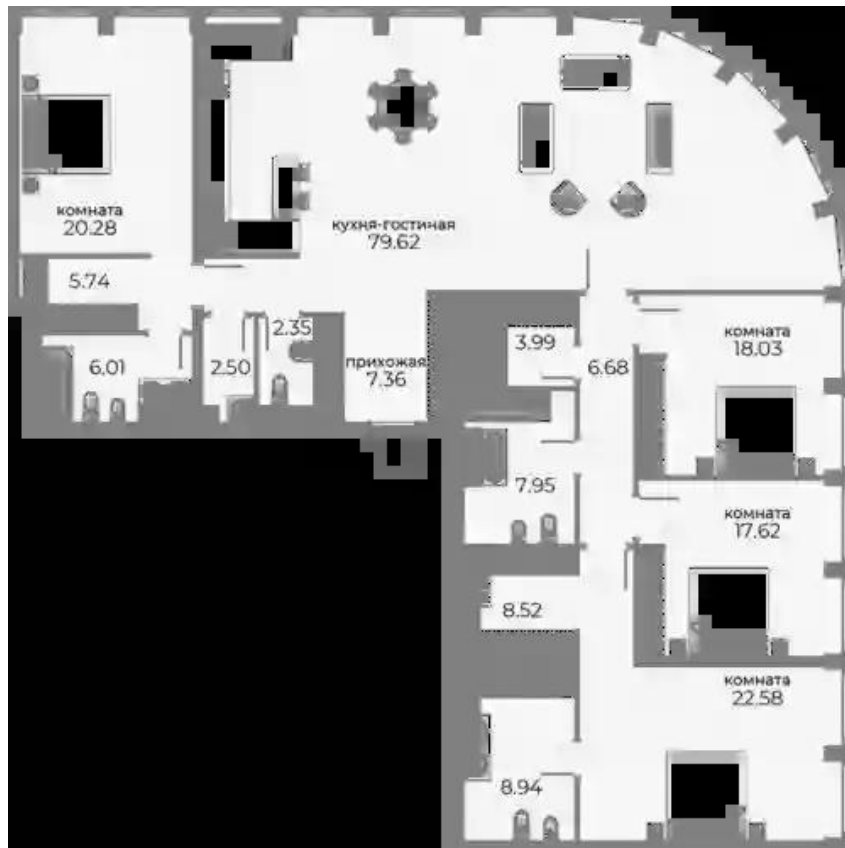 комната
20.28
кухня-гостиная
79.62
5.74
2.35
6.01
2.50
прихожая
7.36
3.99
6.68
комната
18.03
7.95
комната
17.62
8.52
комната
22.58
8.94